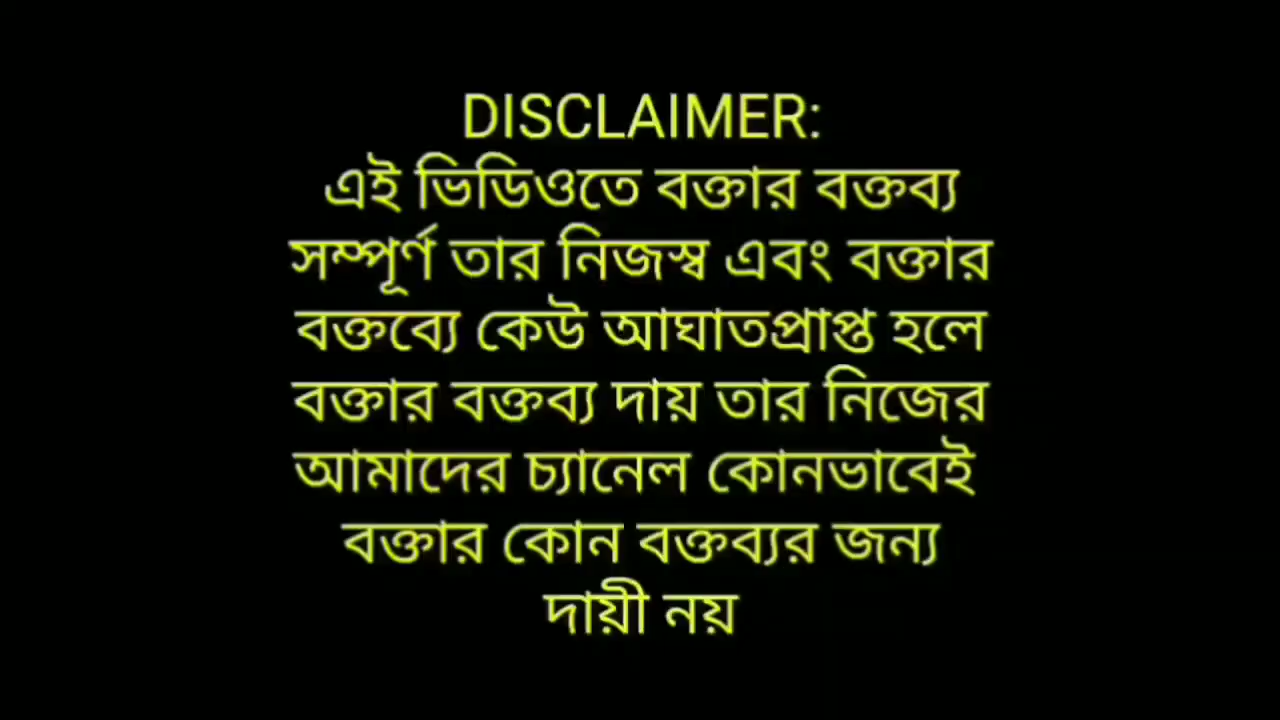 DISCLAIMER:
এই ভিডিওতে বক্তার বক্তব্য
সম্পূর্ণ তার নিজস্ব এবং বক্তার
বক্তব্যে কেউ আঘাতপ্রাপ্ত হলে
বক্তার বক্তব্য দায় তার নিজের
আমাদের চ্যানেল কোনভাবেই
বক্তার কোন বক্তব্যর জন্য
দায়ী নয়